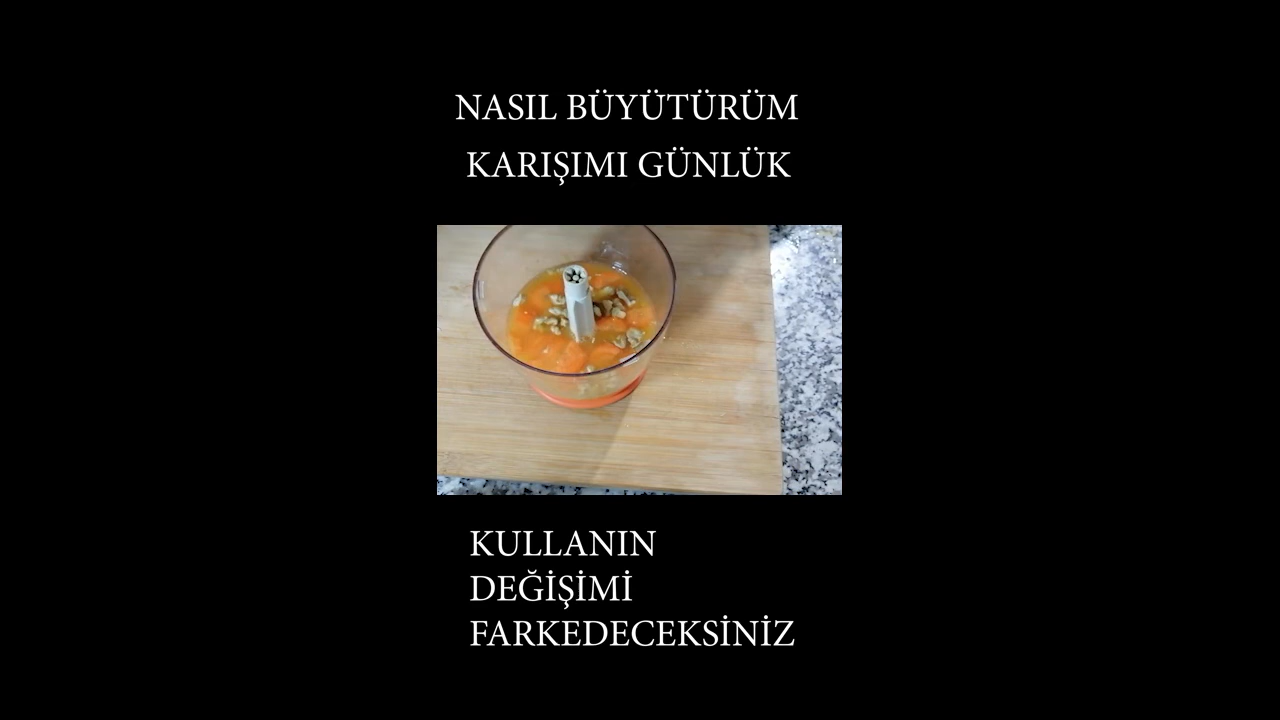 NASIL BÜYÜTÜRÜM
KARIŞIMI GÜNLÜK
KULLANIN
DEĞİŞİMİ
FARKEDECEKSİNİZ